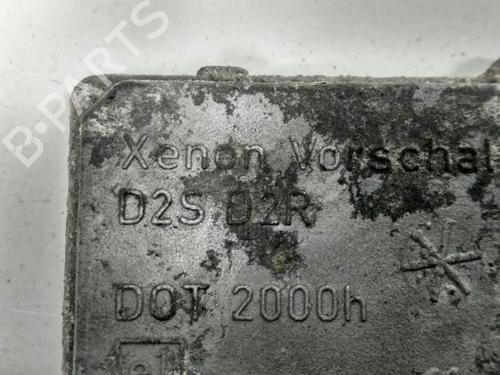 B-PARTS
Xenon Vorschal
D2S D2R
DOT 2000h